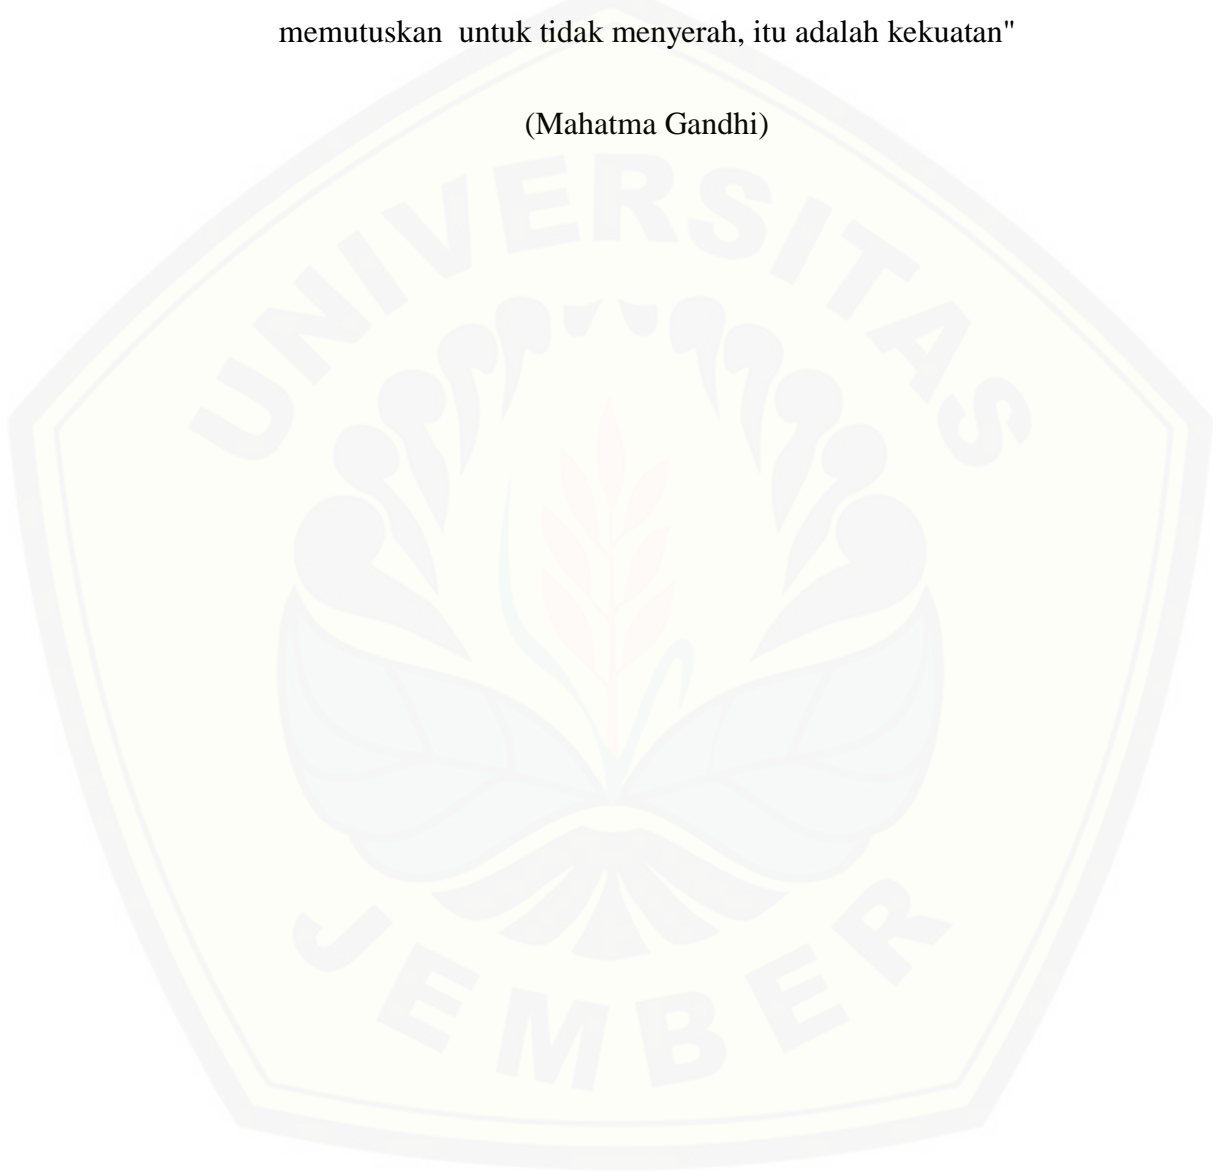 memutuskan  untuk tidak menyerah, itu adalah kekuatan"
(Mahatma Gandhi)
UNIVERSITAS
JEMBER